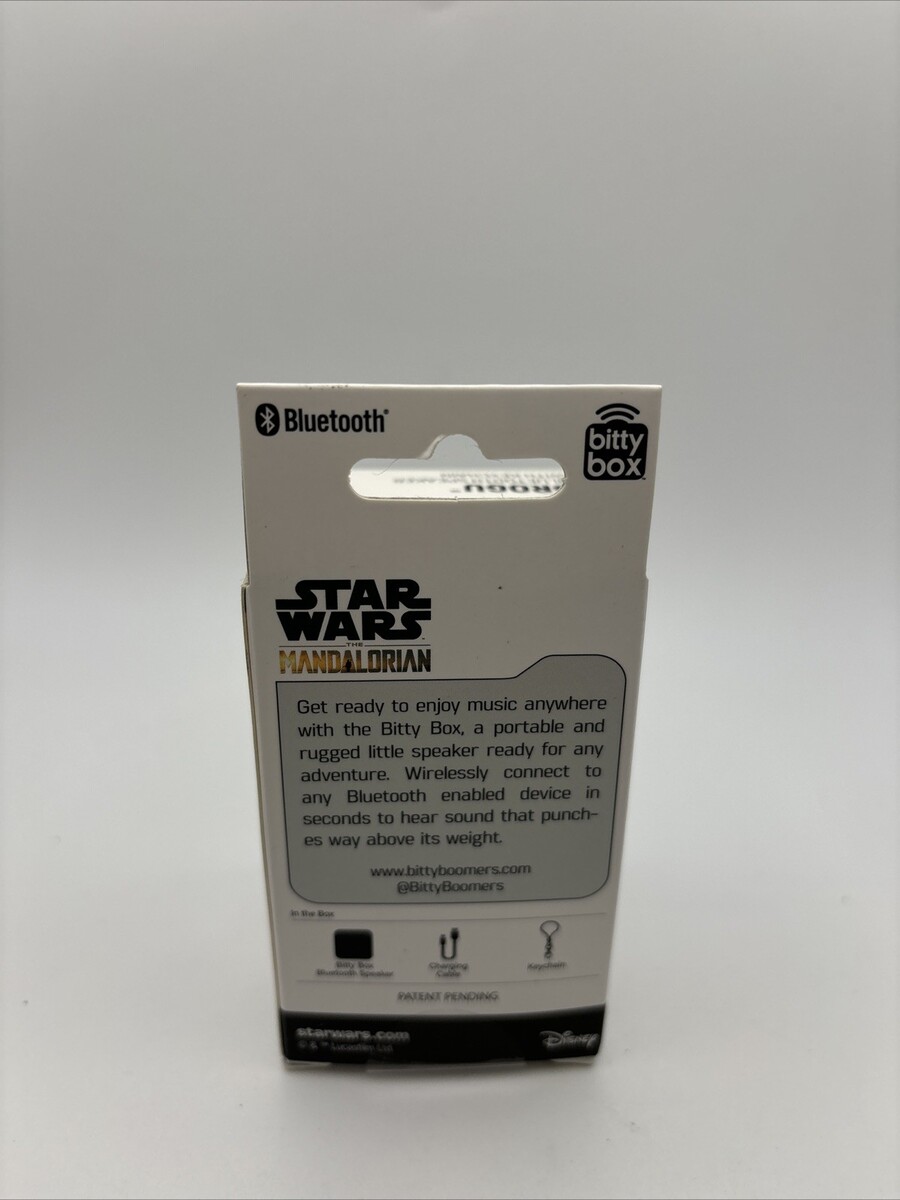 Bluetooth®
bitty
box
STAR
WARS
THE
MANDALORIAN
Get ready to enjoy music anywhere
with the Bitty Box, a portable and
rugged little speaker ready for any
adventure. Wirelessly connect to
any Bluetooth enabled device in
seconds to hear sound that punch-
es way above its weight.
www.bittyboomers.com
@BittyBoomers
In the Box
Bitty Box
Bluetooth Speaker
Charging
Cable
Keychain
PATENT PENDING
starwars.com
© & ™ Lucasfilm Ltd.
Disney